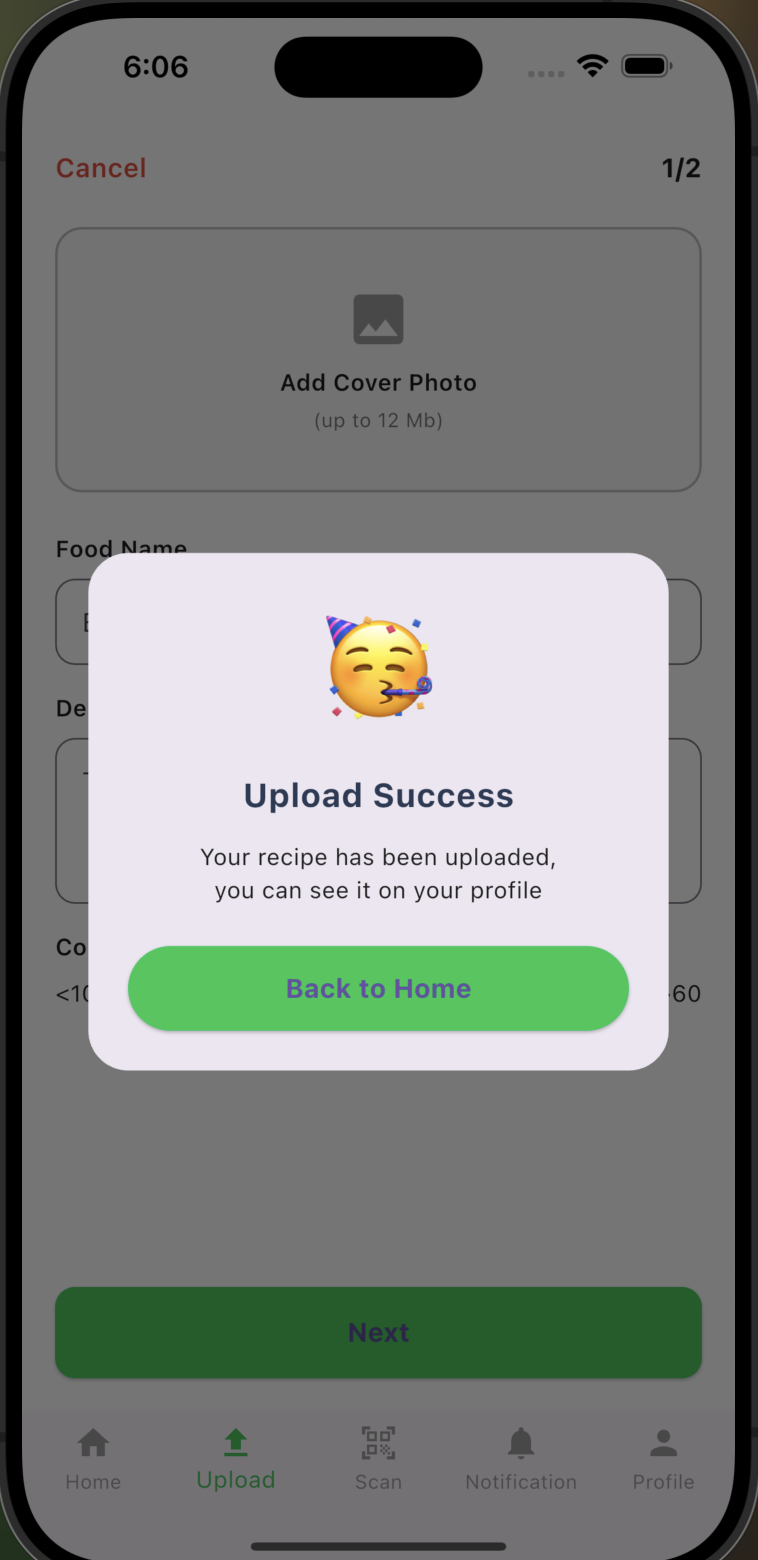 6:06
Cancel
1/2
Add Cover Photo
(up to 12 Mb)
Food Name
Upload Success
Your recipe has been uploaded,
you can see it on your profile
Back to Home
<10
60
Next
Home
Upload
Scan
Notification
Profile